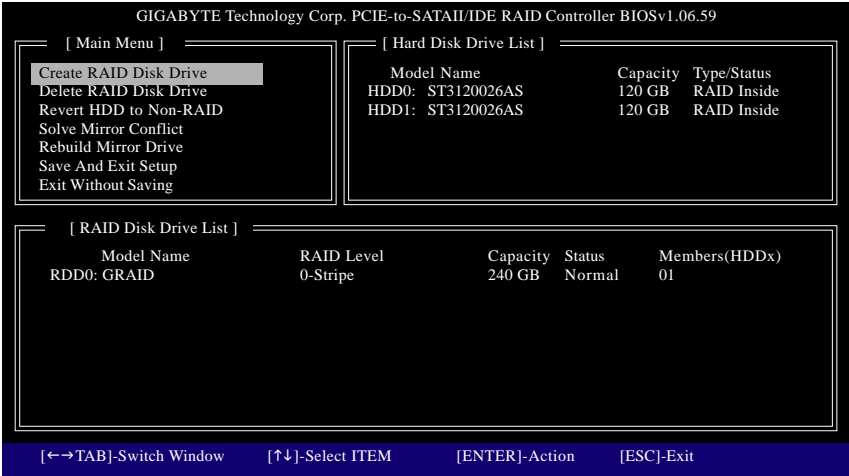 GIGABYTE Technology Corp. PCIE-to-SATAII/IDE RAID Controller BIOSv1.06.59
[ Main Menu ]
Create RAID Disk Drive
Delete RAID Disk Drive
Revert HDD to Non-RAID
Solve Mirror Conflict
Rebuild Mirror Drive
Save And Exit Setup
Exit Without Saving
[ Hard Disk Drive List ]
Model Name Capacity Type/Status
HDD0: ST3120026AS 120 GB RAID Inside
HDD1: ST3120026AS 120 GB RAID Inside
[ RAID Disk Drive List ]
Model Name RAID Level Capacity Status Members(HDDx)
RDD0: GRAID 0-Stripe 240 GB Normal 01
[←→TAB]-Switch Window [↑↓]-Select ITEM [ENTER]-Action [ESC]-Exit